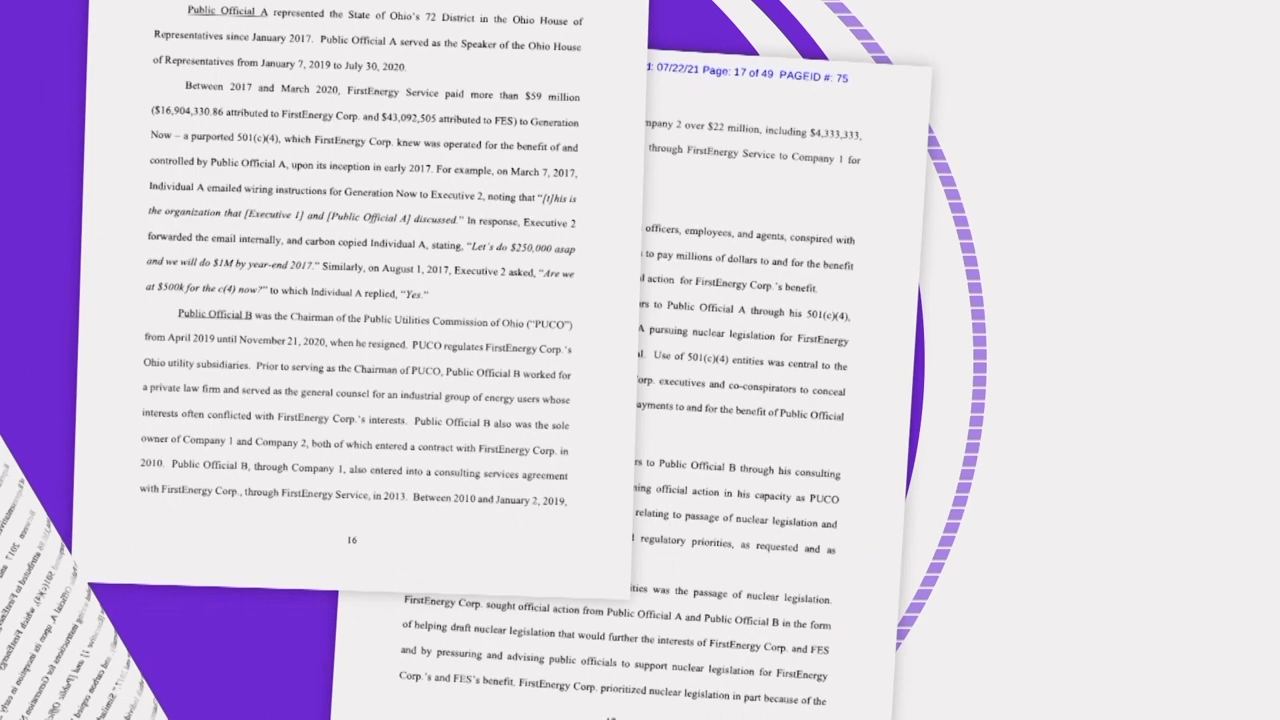 Public Official A represented the State of Ohio's 72 District in the Ohio House of
Representatives since January 2017. Public Official A served as the Speaker of the Ohio House
of Representatives from January 7, 2019 to July 30, 2020.
Between 2017 and March 2020, FirstEnergy Service paid more than $59 million
($16,904,330.86 attributed to FirstEnergy Corp. and $43,092,505 attributed to FES) to Generation
Now – a purported 501(c)(4), which FirstEnergy Corp. knew was operated for the benefit of and
controlled by Public Official A, upon its inception in early 2017. For example, on March 7, 2017,
Individual A emailed wiring instructions for Generation Now to Executive 2, noting that "[t]his is
the organization that [Executive 1] and [Public Official A] discussed." In response, Executive 2
forwarded the email internally, and carbon copied Individual A, stating, "Let's do $250,000 asap
and we will do $1M by year-end 2017." Similarly, on August 1, 2017, Executive 2 asked, "Are we
at $500k for the c(4) now?" to which Individual A replied, "Yes."
Public Official B was the Chairman of the Public Utilities Commission of Ohio ("PUCO")
from April 2019 until November 21, 2020, when he resigned. PUCO regulates FirstEnergy Corp.'s
Ohio utility subsidiaries. Prior to serving as the Chairman of PUCO, Public Official B worked for
a private law firm and served as the general counsel for an industrial group of energy users whose
interests often conflicted with FirstEnergy Corp.'s interests. Public Official B also was the sole
owner of Company 1 and Company 2, both of which entered a contract with FirstEnergy Corp. in
2010. Public Official B, through Company 1, also entered into a consulting services agreement
with FirstEnergy Corp., through FirstEnergy Service, in 2013. Between 2010 and January 2, 2019,
16
: 07/22/21 Page: 17 of 49 PAGEID #: 75
2 over $22 million, including $4,333,333,
through FirstEnergy Service to Company 1 for
officers, employees, and agents, conspired with
to pay millions of dollars to and for the benefit
action for FirstEnergy Corp.'s benefit.
to Public Official A through his 501(c)(4),
A pursuing nuclear legislation for FirstEnergy
Use of 501(c)(4) entities was central to the
executives and co-conspirators to conceal
to and for the benefit of Public Official
to Public Official B through his consulting
official action in his capacity as PUCO
relating to passage of nuclear legislation and
regulatory priorities, as requested and as
was the passage of nuclear legislation.
FirstEnergy Corp. sought official action from Public Official A and Public Official B in the form
of helping draft nuclear legislation that would further the interests of FirstEnergy Corp. and FES
and by pressuring and advising public officials to support nuclear legislation for FirstEnergy
Corp.'s and FES's benefit. FirstEnergy Corp. prioritized nuclear legislation in part because of the